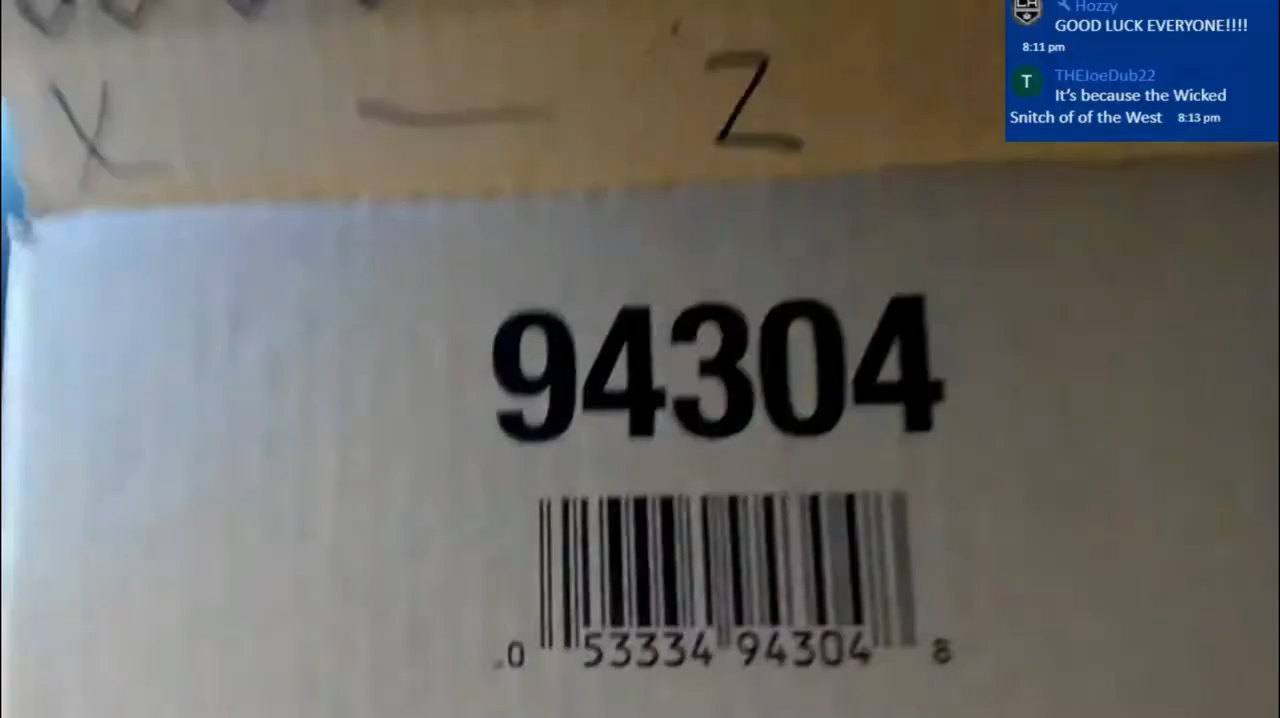 Hozzy
GOOD LUCK EVERYONE!!!!
8:11 pm
T
THEJoeDub22
It's because the Wicked
Snitch of of the West 8:13 pm
X — Z
94304
0 53334 94304 8